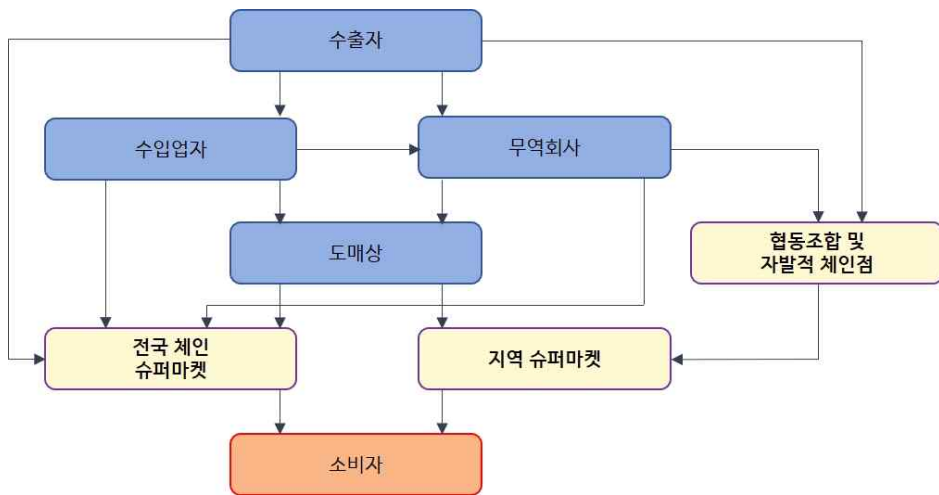 수출자
수입업자
무역회사
도매상
협동조합 및
자발적 체인점
전국 체인
슈퍼마켓
지역 슈퍼마켓
소비자